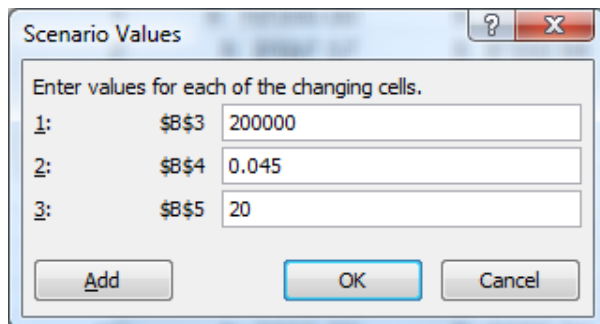 Scenario Values
Enter values for each of the changing cells.
1: $B$3 200000
2: $B$4 0.045
3: $B$5 20
Add OK Cancel